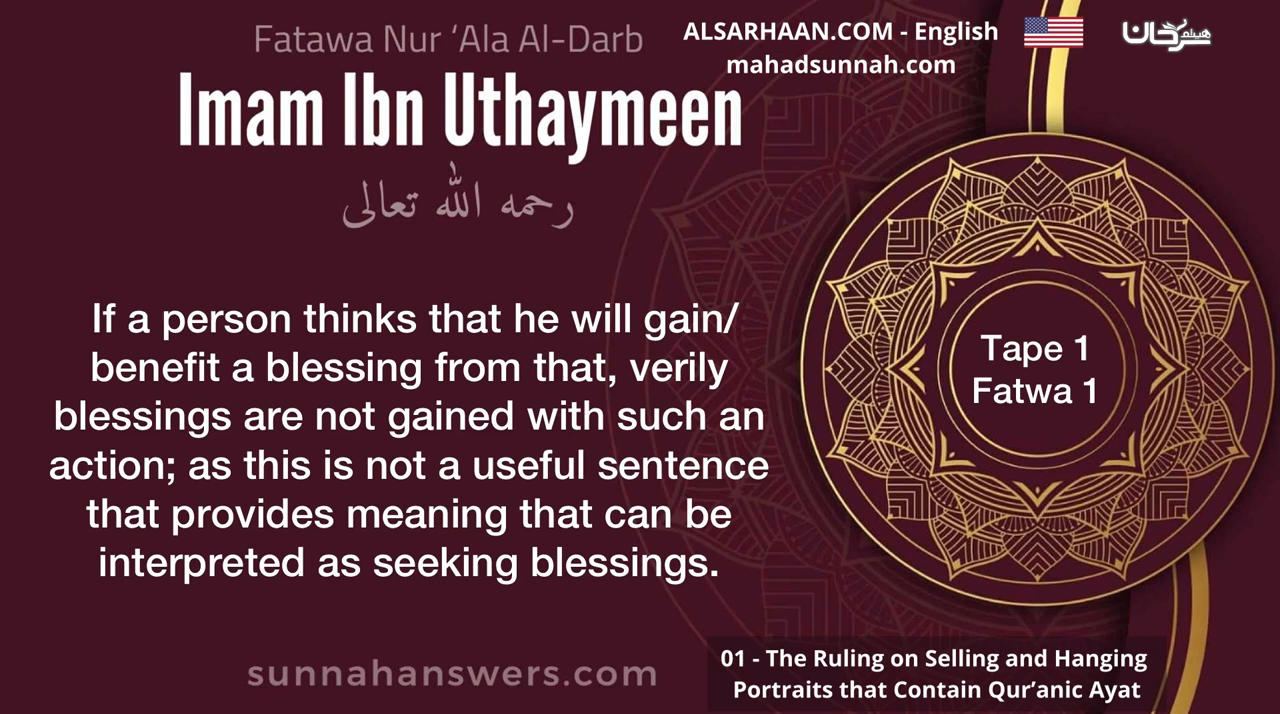 Fatawa Nur ‘Ala Al-Darb
Imam Ibn Uthaymeen
رحمه الله تعالى
ALSARHAAN.COM - English
mahadsunnah.com
هيثم سرحان
If a person thinks that he will gain/
benefit a blessing from that, verily
blessings are not gained with such an
action; as this is not a useful sentence
that provides meaning that can be
interpreted as seeking blessings.
Tape 1
Fatwa 1
sunnahanswers.com
01 - The Ruling on Selling and Hanging
Portraits that Contain Qur’anic Ayat